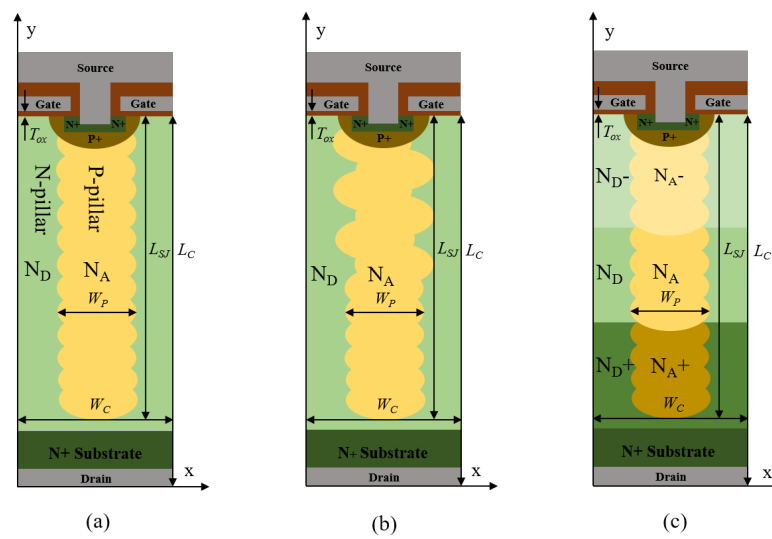 y
Source
Gate
Gate
N+
N+
P+
Tox
N-pillar
P-pillar
ND
NA
LSJ
LC
WP
WC
N+ Substrate
Drain
x
(a)
y
Source
Gate
Gate
N+
N+
P+
Tox
ND
NA
LSJ
LC
WP
WC
N+ Substrate
Drain
x
(b)
y
Source
Gate
Gate
N+
N+
P+
Tox
ND-
NA-
ND
NA
LSJ
LC
WP
ND+
NA+
WC
N+ Substrate
Drain
x
(c)